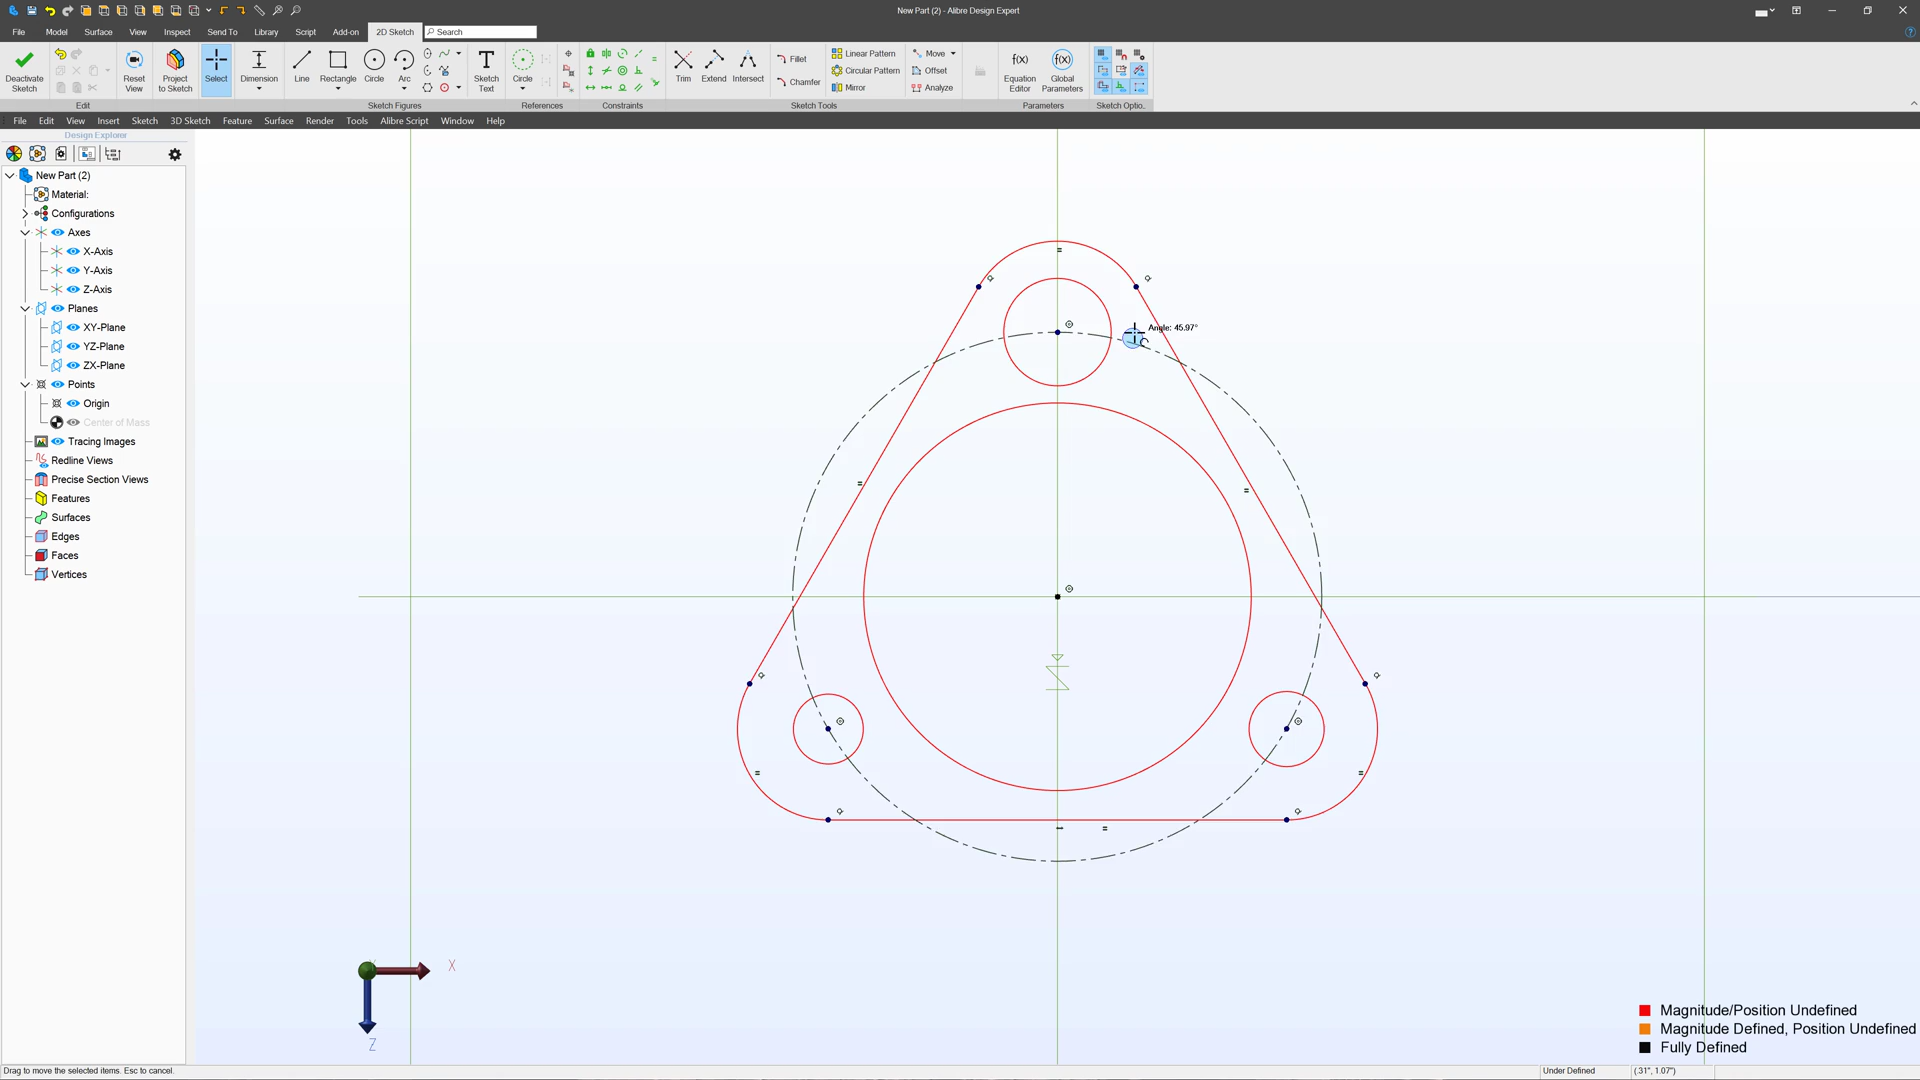 New Part (2) - Alibre Design Expert
File Model Surface View Inspect Send To Library Script Import Add-on 2D Sketch Search
Deactivate Sketch
Reset View
Project to Sketch
Select
Dimension
Line
Rectangle
Circle
Arc
Sketch Text
Circle
Trim
Extend
Intersect
Fillet
Chamfer
Linear Pattern
Circular Pattern
Mirror
Move
Offset
Analyze
Equation Editor
Global Parameters
Edit Sketch Figures References Constraints Sketch Tools Parameters Sketch Optio..
File Edit View Insert Sketch 3D Sketch Feature Surface Render Tools Alibre Script Window Help
Design Explorer
New Part (2)
Material:
Configurations
Axes
X-Axis
Y-Axis
Z-Axis
Planes
XY-Plane
YZ-Plane
ZX-Plane
Points
Origin
Center of Mass
Tracing Images
Redline Views
Precise Section Views
Features
Surfaces
Edges
Faces
Vertices
Angle: 45.97°
X
Z
Magnitude/Position Undefined
Magnitude Defined, Position Undefined
Fully Defined
Drag to move the selected items. Esc to cancel.
Under Defined
(.31", 1.07")